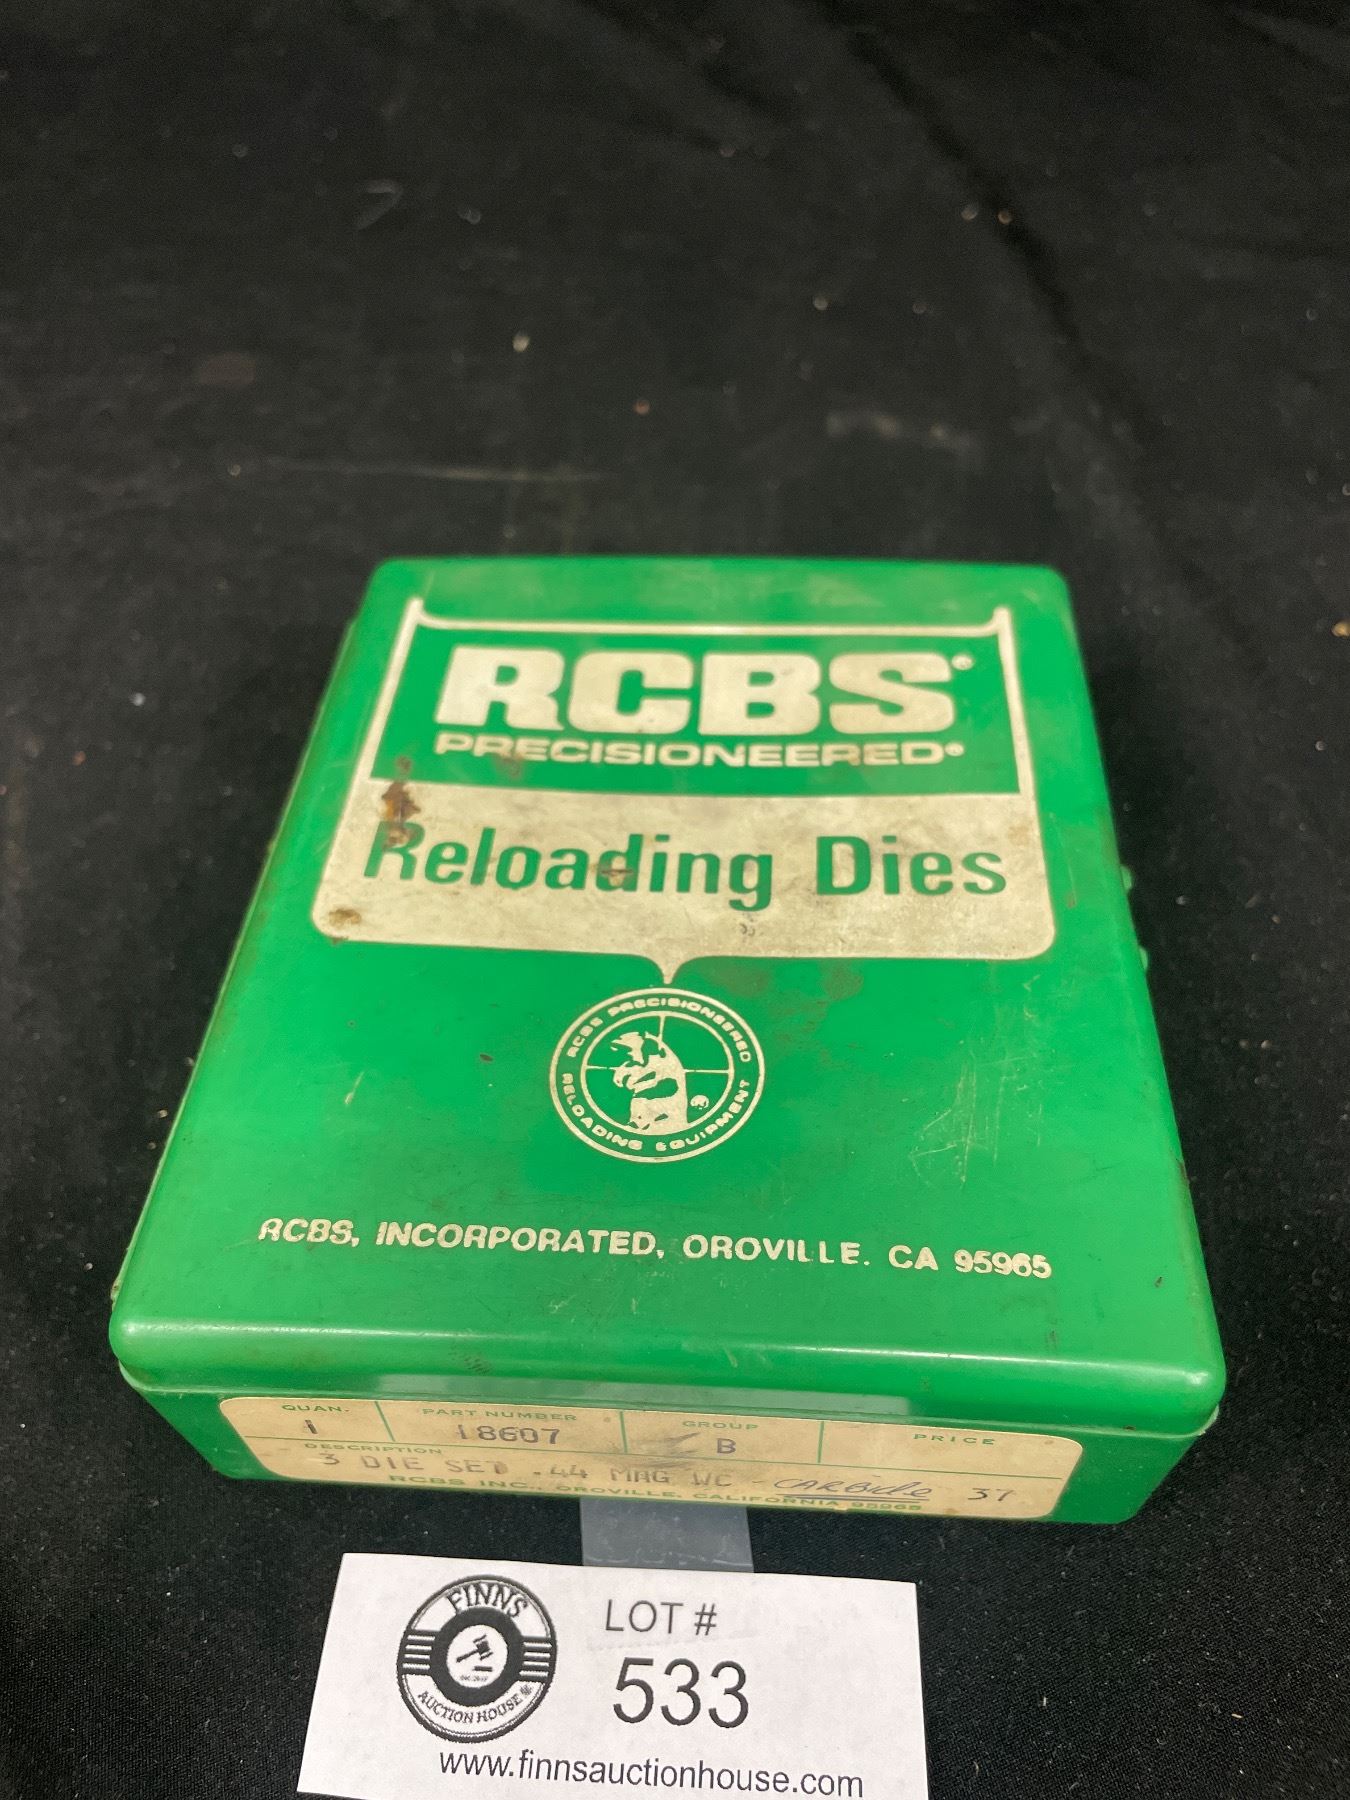 RCBS®
PRECISIONEERED®
Reloading Dies
RCBS PRECISIONEERED
RELOADING EQUIPMENT
RCBS, INCORPORATED, OROVILLE. CA 95965
QUAN. PART NUMBER GROUP PRICE
1 18607 B
DESCRIPTION
3 DIE SET .44 MAG WC - CARBIDE 37
RCBS INC., OROVILLE, CALIFORNIA 95965
FINNS
AUCTION HOUSE
LOT #
533
www.finnsauctionhouse.com